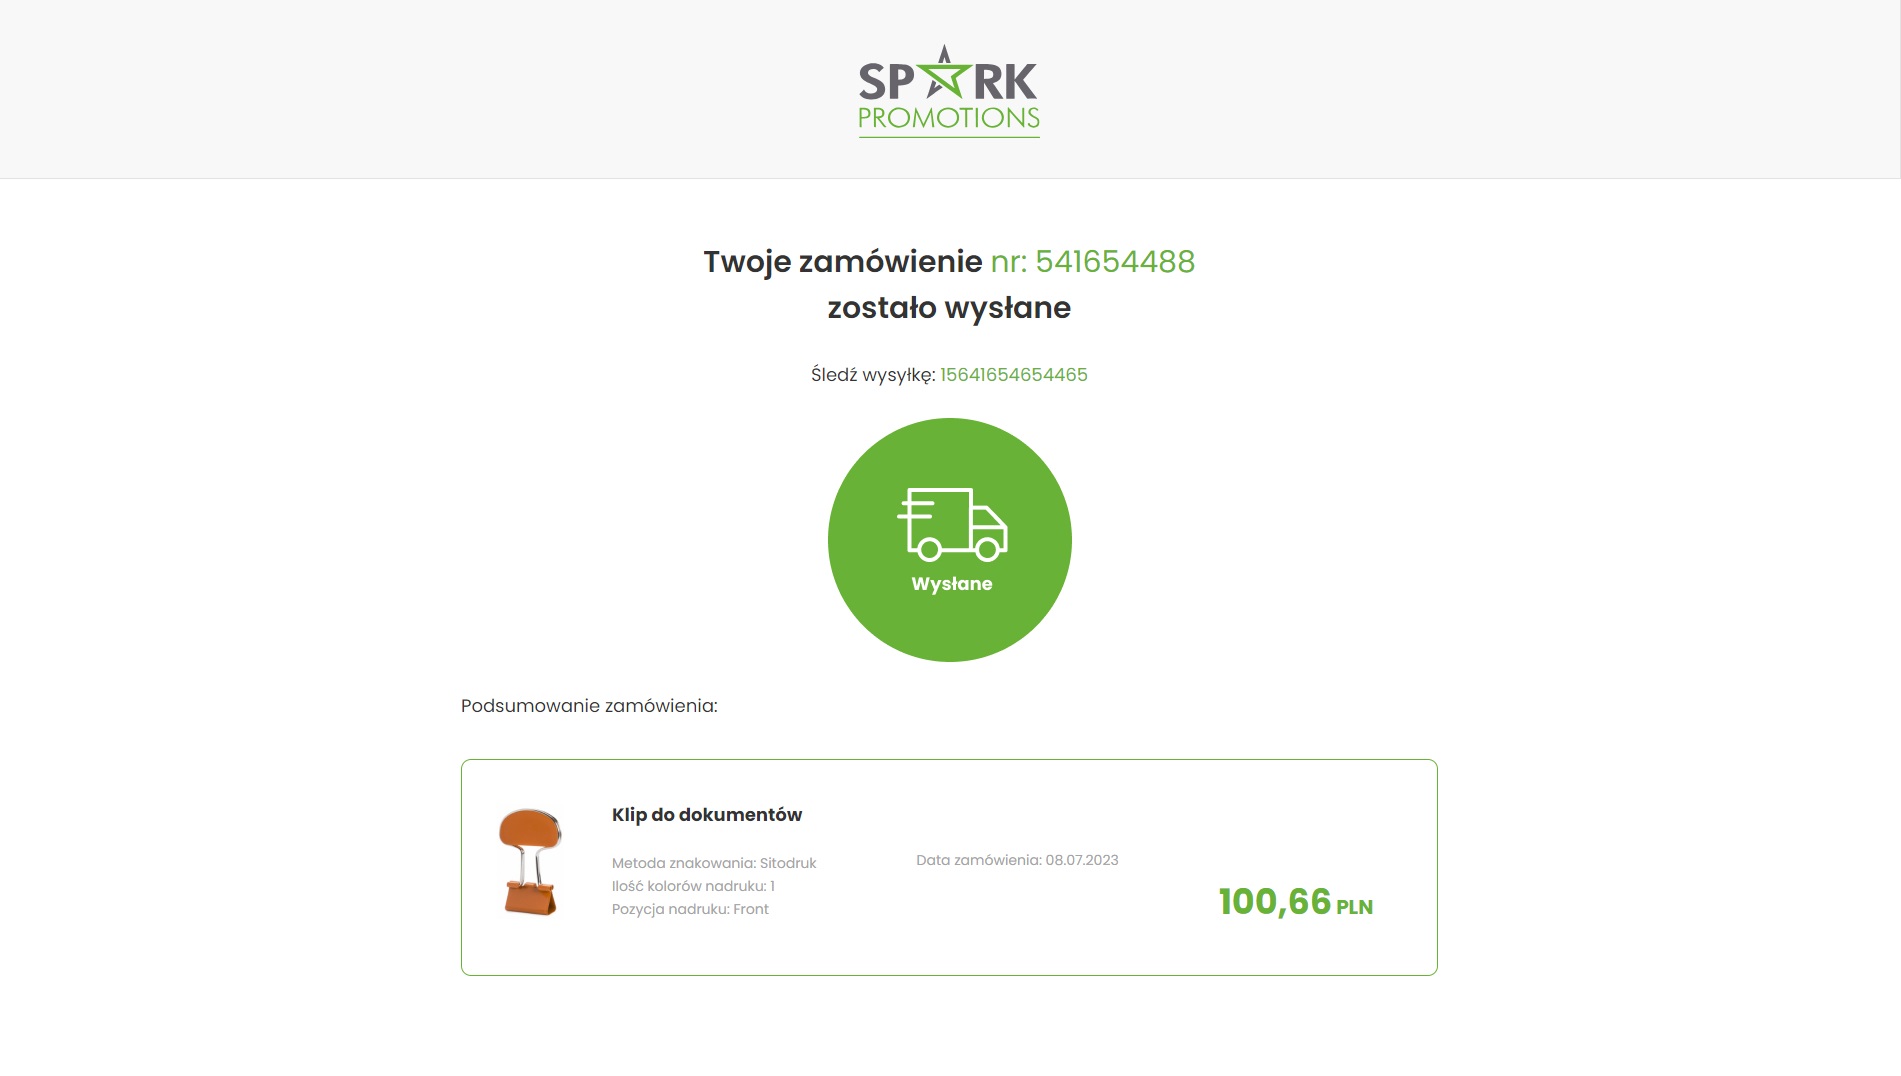 SPARK
PROMOTIONS
Twoje zamówienie nr: 541654488
zostało wysłane
Śledź wysyłkę: 15641654654465
Wysłane
Podsumowanie zamówienia:
Klip do dokumentów
Metoda znakowania: Sitodruk
Ilość kolorów nadruku: 1
Pozycja nadruku: Front
Data zamówienia: 08.07.2023
100,66 PLN